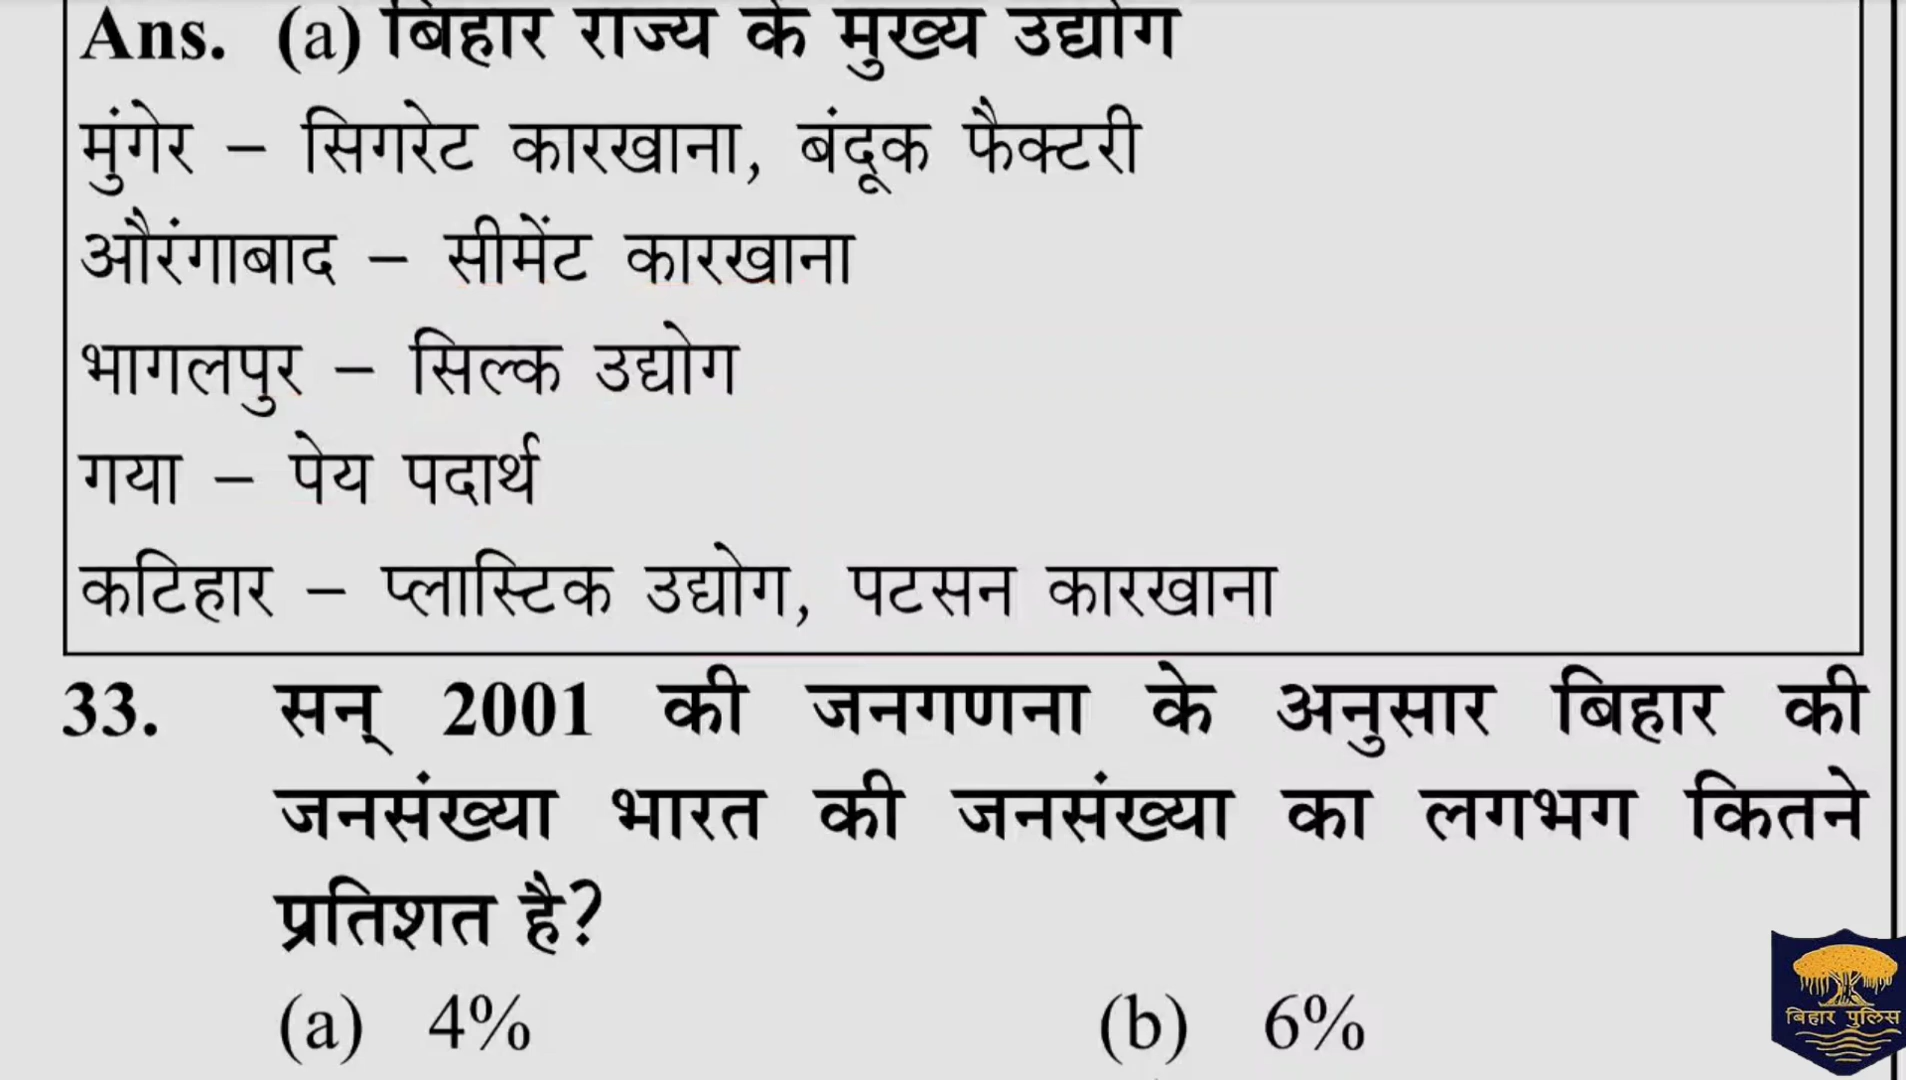 Ans. (a) बिहार राज्य के मुख्य उद्योग
मुंगेर – सिगरेट कारखाना, बंदूक फैक्टरी
औरंगाबाद – सीमेंट कारखाना
भागलपुर – सिल्क उद्योग
गया – पेय पदार्थ
कटिहार – प्लास्टिक उद्योग, पटसन कारखाना
33. सन् 2001 की जनगणना के अनुसार बिहार की
जनसंख्या भारत की जनसंख्या का लगभग कितने
प्रतिशत है?
(a) 4% (b) 6%
बिहार पुलिस